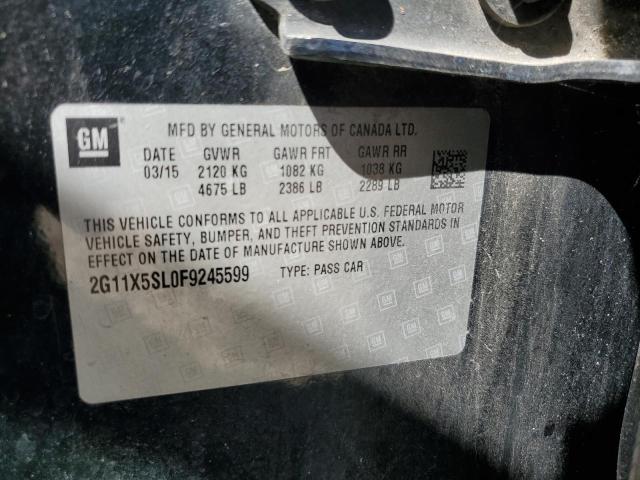 GM
MFD BY GENERAL MOTORS OF CANADA LTD.
DATE GVWR GAWR FRT GAWR RR
03/15 2120 KG 1082 KG 1038 KG
4675 LB 2386 LB 2289 LB
THIS VEHICLE CONFORMS TO ALL APPLICABLE U.S. FEDERAL MOTOR
VEHICLE SAFETY, BUMPER, AND THEFT PREVENTION STANDARDS IN
EFFECT ON THE DATE OF MANUFACTURE SHOWN ABOVE.
2G11X5SL0F9245599 TYPE: PASS CAR